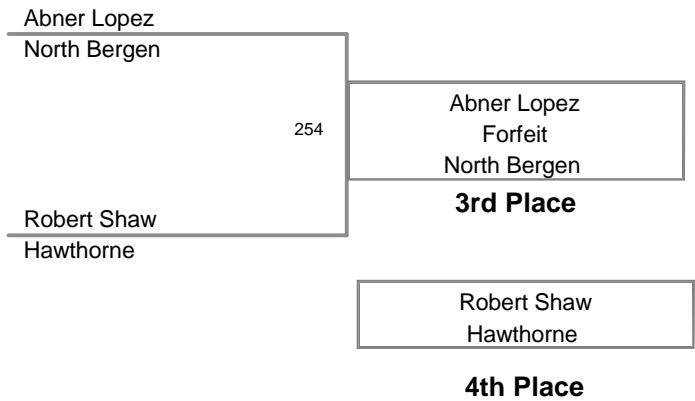 Abner Lopez
North Bergen
254
Abner Lopez
Forfeit
North Bergen
3rd Place
Robert Shaw
Hawthorne
Robert Shaw
Hawthorne
4th Place